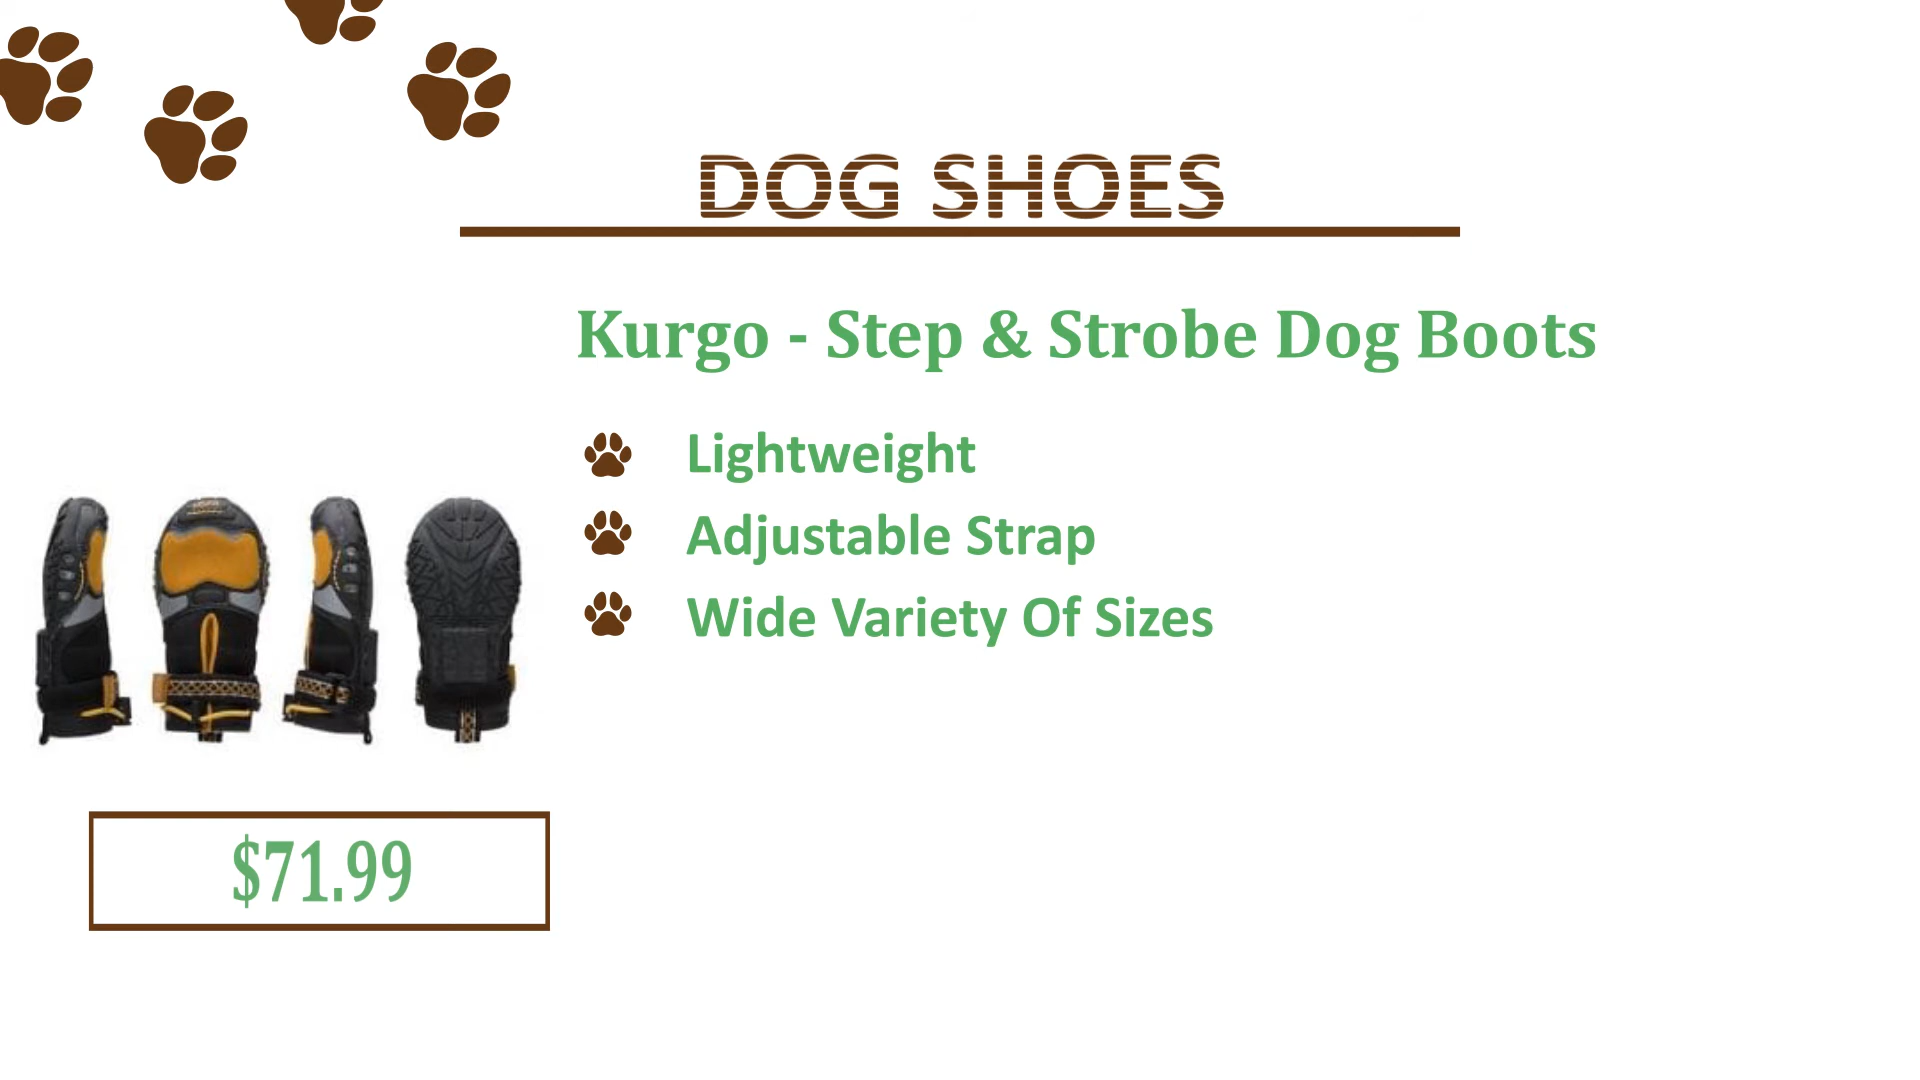 DOG SHOES
Kurgo - Step & Strobe Dog Boots
Lightweight
Adjustable Strap
Wide Variety Of Sizes
$71.99